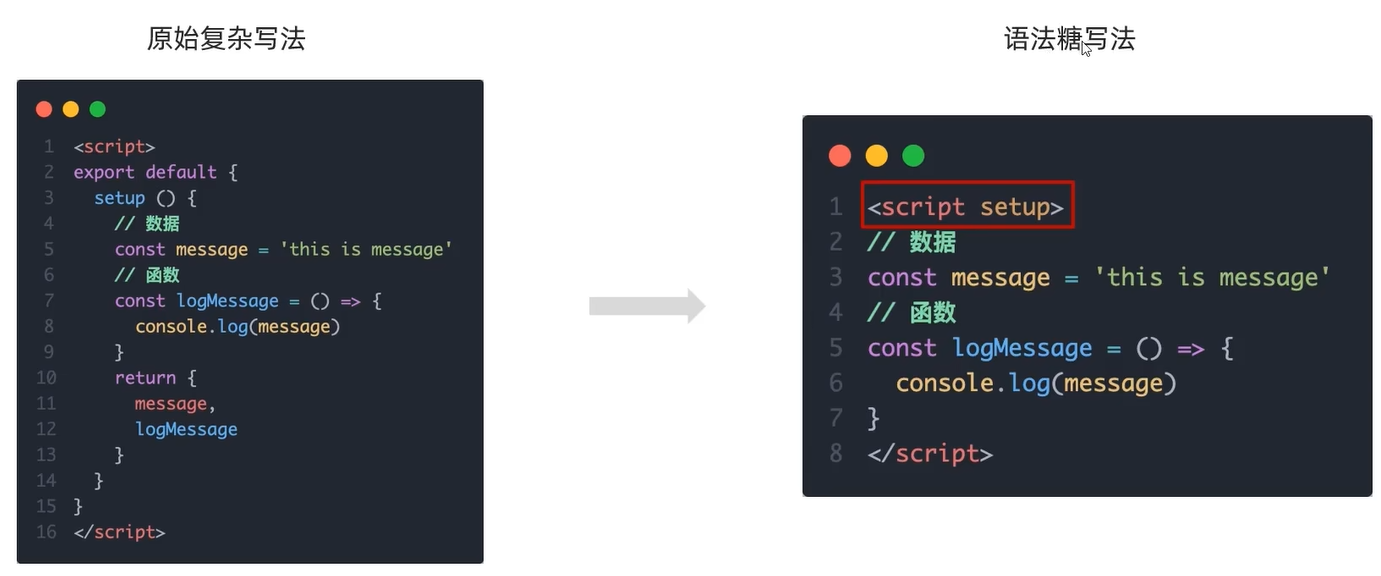 原始复杂写法
1 <script>
2 export default {
3   setup () {
4     // 数据
5     const message = 'this is message'
6     // 函数
7     const logMessage = () => {
8       console.log(message)
9     }
10     return {
11       message,
12       logMessage
13     }
14   }
15 }
16 </script>
语法糖写法
1 <script setup>
2 // 数据
3 const message = 'this is message'
4 // 函数
5 const logMessage = () => {
6   console.log(message)
7 }
8 </script>